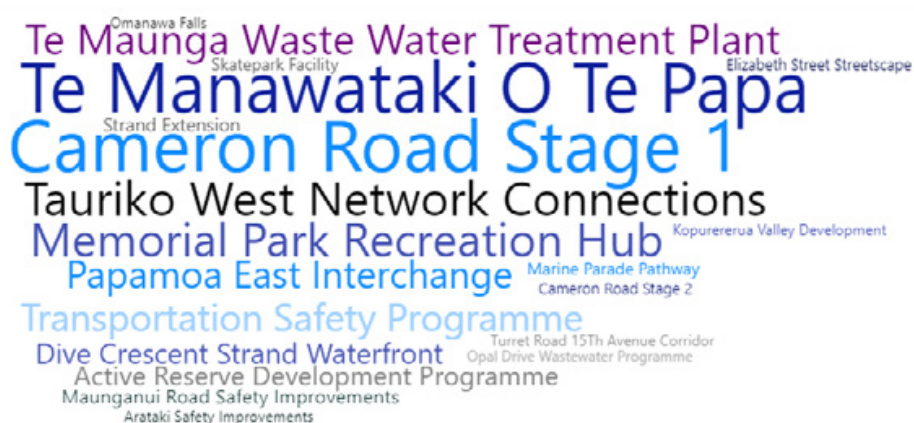 Omanawa Falls
Te Maunga Waste Water Treatment Plant
Skatepark Facility
Elizabeth Street Streetscape
Te Manawataki O Te Papa
Strand Extension
Cameron Road Stage 1
Tauriko West Network Connections
Memorial Park Recreation Hub
Kopurererua Valley Development
Papamoa East Interchange
Marine Parade Pathway
Cameron Road Stage 2
Transportation Safety Programme
Turret Road 15Th Avenue Corridor
Dive Crescent Strand Waterfront
Opal Drive Wastewater Programme
Active Reserve Development Programme
Maunganui Road Safety Improvements
Arataki Safety Improvements